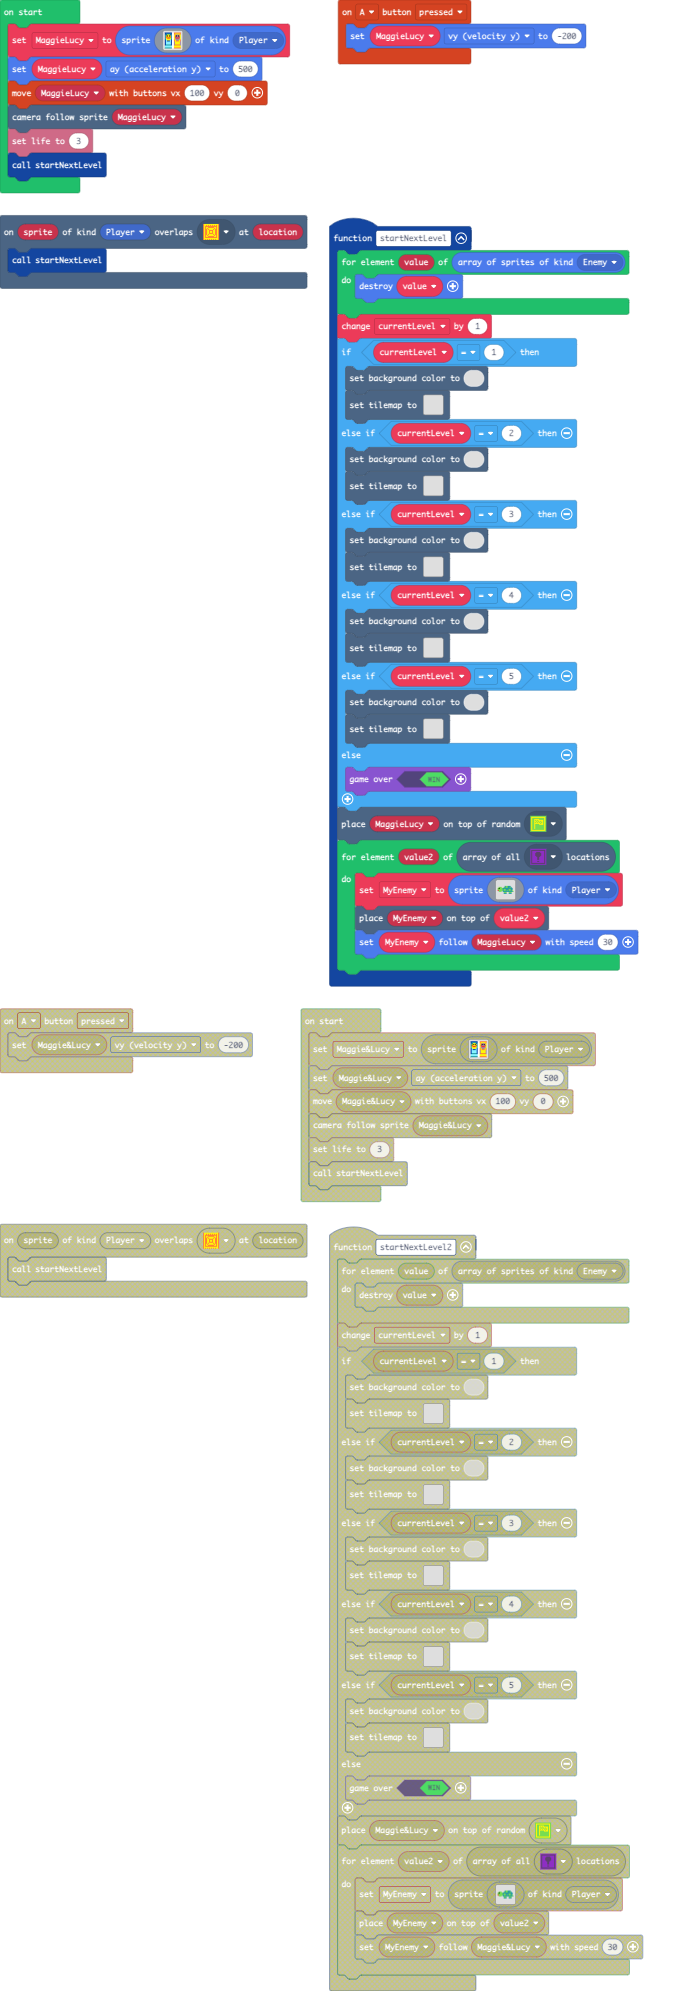 on start
set MaggieLucy to sprite of kind Player
set MaggieLucy ay (acceleration y) to 500
move MaggieLucy with buttons vx 100 vy 0
camera follow sprite MaggieLucy
set life to 3
call startNextLevel
on A button pressed
set MaggieLucy vy (velocity y) to -200
on sprite of kind Player overlaps at location
call startNextLevel
function startNextLevel
for element value of array of sprites of kind Enemy
do
destroy value
change currentLevel by 1
if currentLevel = 1 then
set background color to
set tilemap to
else if currentLevel = 2 then
set background color to
set tilemap to
else if currentLevel = 3 then
set background color to
set tilemap to
else if currentLevel = 4 then
set background color to
set tilemap to
else if currentLevel = 5 then
set background color to
set tilemap to
else
game over WIN
place MaggieLucy on top of random
for element value2 of array of all locations
do
set MyEnemy to sprite of kind Player
place MyEnemy on top of value2
set MyEnemy follow MaggieLucy with speed 30
on A button pressed
set Maggie&Lucy vy (velocity y) to -200
on start
set Maggie&Lucy to sprite of kind Player
set Maggie&Lucy ay (acceleration y) to 500
move Maggie&Lucy with buttons vx 100 vy 0
camera follow sprite Maggie&Lucy
set life to 3
call startNextLevel
on sprite of kind Player overlaps at location
call startNextLevel
function startNextLevel2
for element value of array of sprites of kind Enemy
do
destroy value
change currentLevel by 1
if currentLevel = 1 then
set background color to
set tilemap to
else if currentLevel = 2 then
set background color to
set tilemap to
else if currentLevel = 3 then
set background color to
set tilemap to
else if currentLevel = 4 then
set background color to
set tilemap to
else if currentLevel = 5 then
set background color to
set tilemap to
else
game over WIN
place Maggie&Lucy on top of random
for element value2 of array of all locations
do
set MyEnemy to sprite of kind Player
place MyEnemy on top of value2
set MyEnemy follow Maggie&Lucy with speed 30